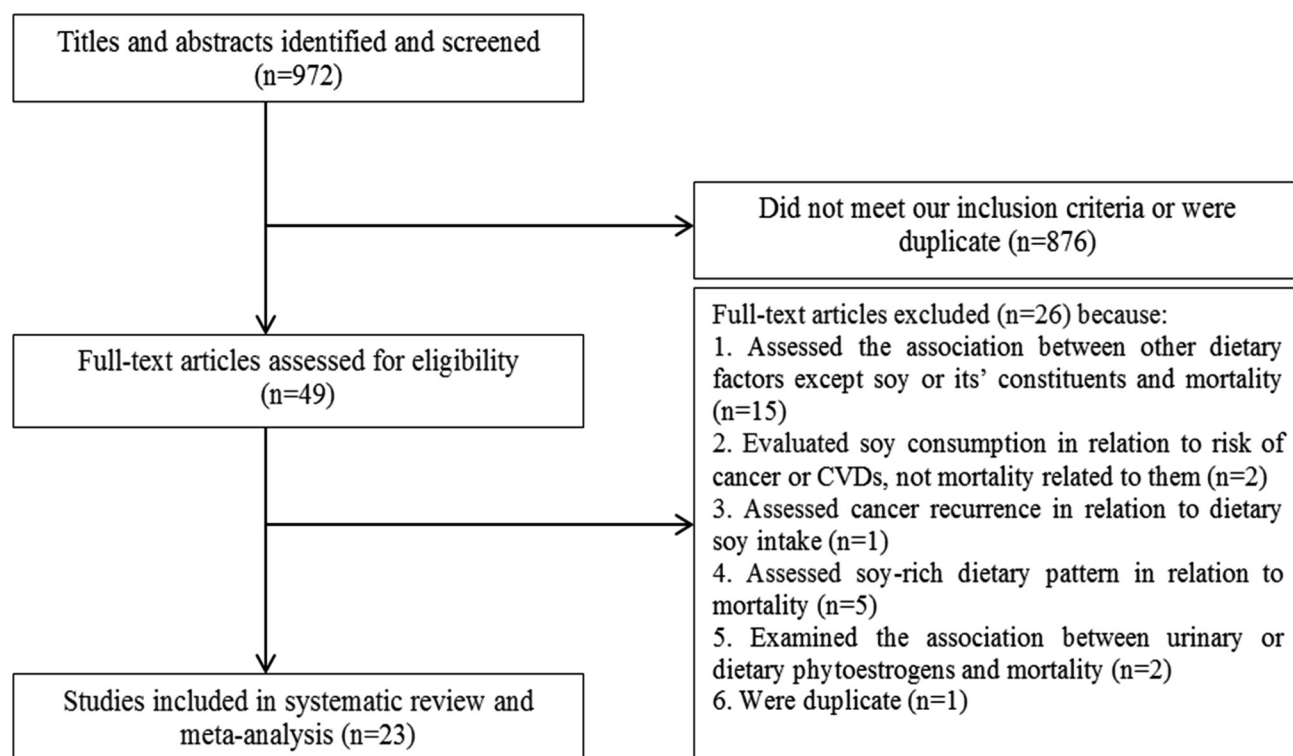 Titles and abstracts identified and screened
(n=972)
Did not meet our inclusion criteria or were
duplicate (n=876)
Full-text articles assessed for eligibility
(n=49)
Full-text articles excluded (n=26) because:
1. Assessed the association between other dietary
factors except soy or its’ constituents and mortality
(n=15)
2. Evaluated soy consumption in relation to risk of
cancer or CVDs, not mortality related to them (n=2)
3. Assessed cancer recurrence in relation to dietary
soy intake (n=1)
4. Assessed soy-rich dietary pattern in relation to
mortality (n=5)
5. Examined the association between urinary or
dietary phytoestrogens and mortality (n=2)
6. Were duplicate (n=1)
Studies included in systematic review and
meta-analysis (n=23)